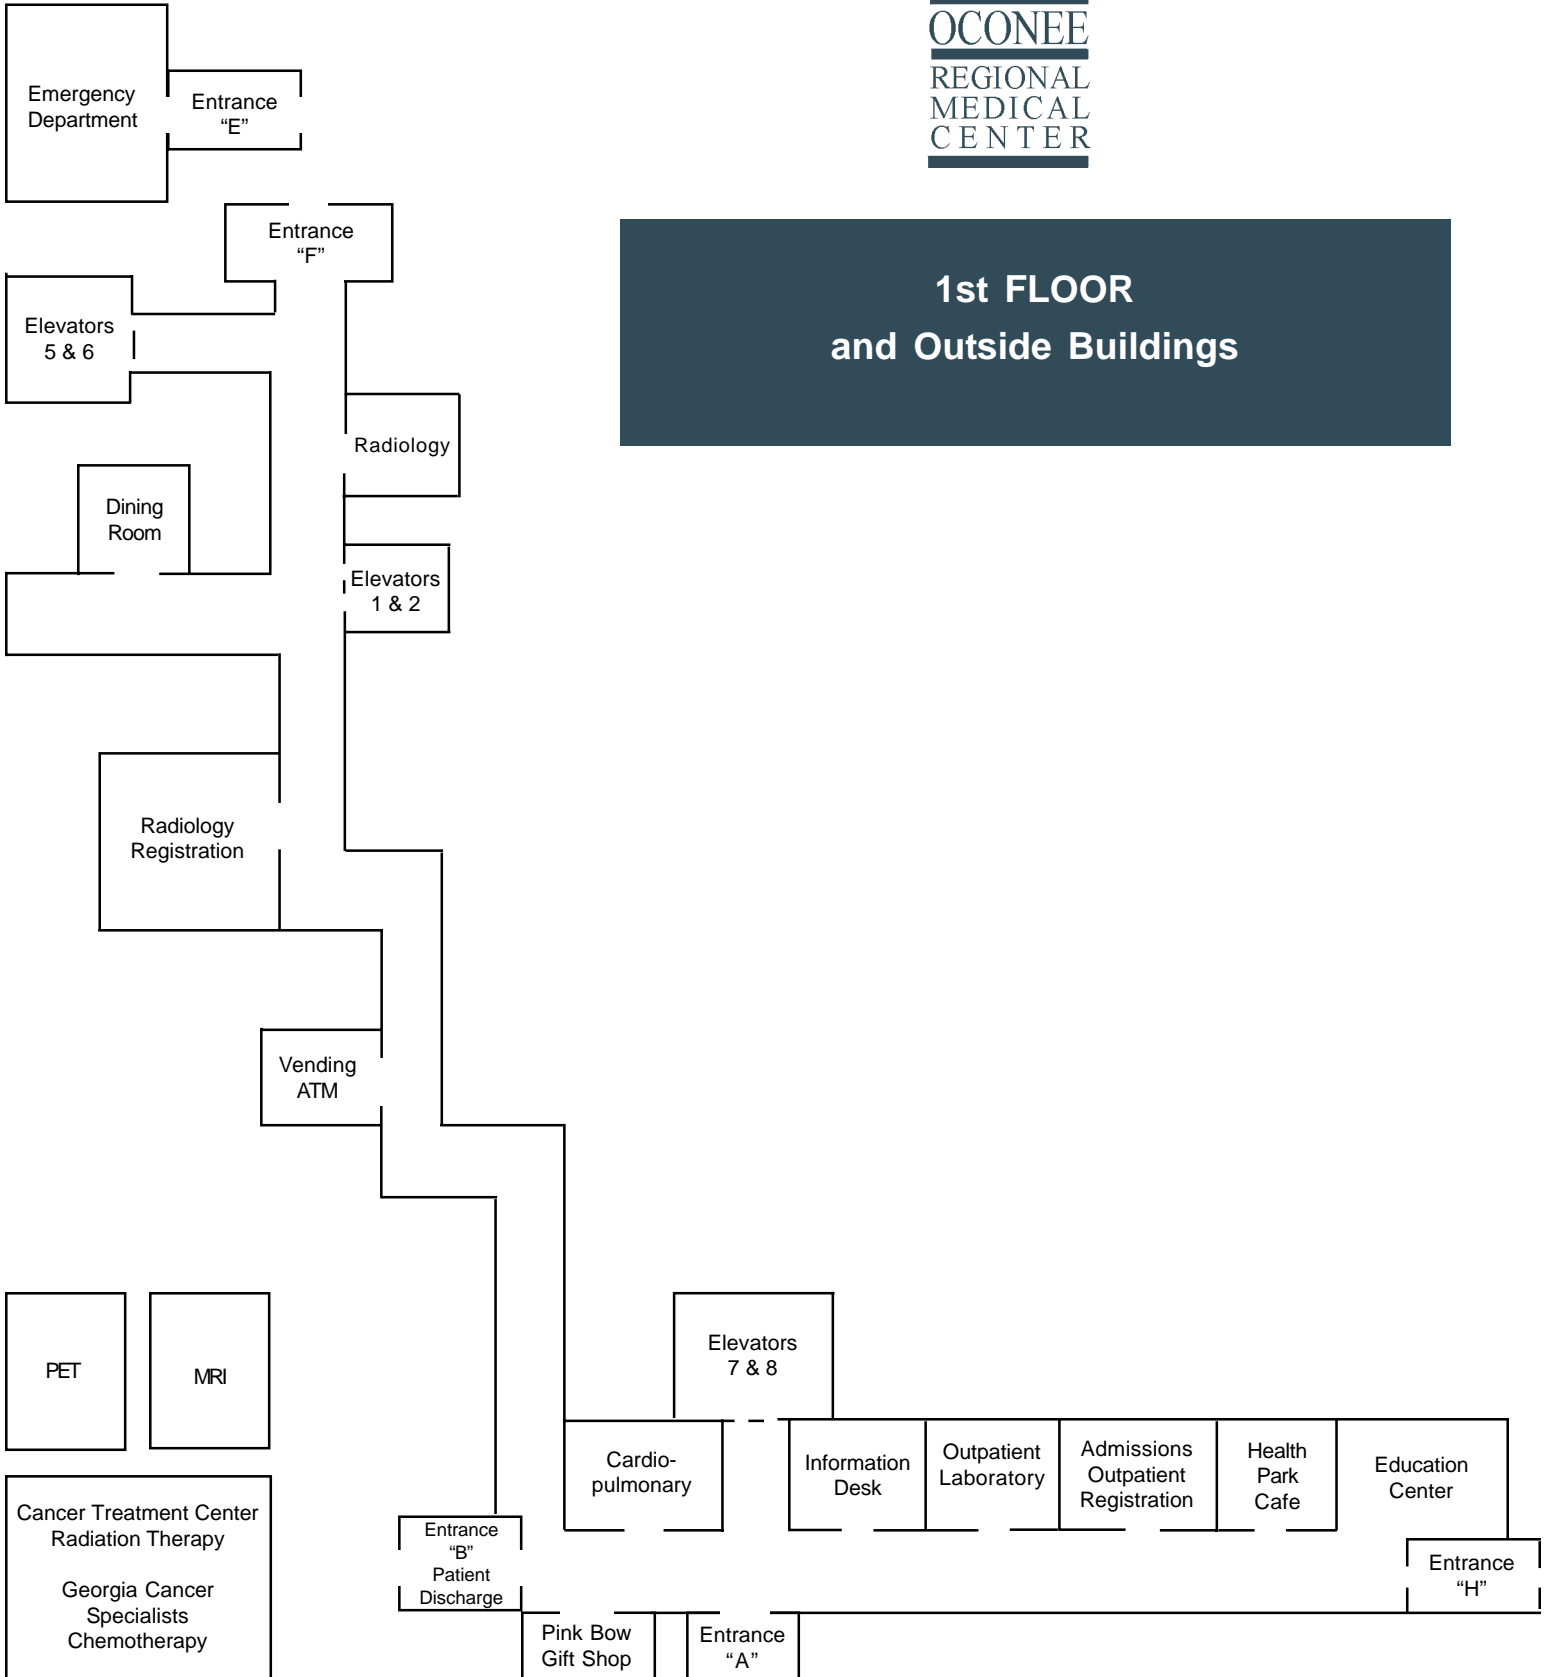 OCONEE
REGIONAL
MEDICAL
CENTER
1st FLOOR
and Outside Buildings
Emergency
Department
Entrance
“E”
Entrance
“F”
Elevators
5 & 6
Radiology
Dining
Room
Elevators
1 & 2
Radiology
Registration
Vending
ATM
PET
MRI
Elevators
7 & 8
Cardio-
pulmonary
Information
Desk
Outpatient
Laboratory
Admissions
Outpatient
Registration
Health
Park
Cafe
Education
Center
Cancer Treatment Center
Radiation Therapy
Georgia Cancer
Specialists
Chemotherapy
Entrance
“B”
Patient
Discharge
Entrance
“H”
Pink Bow
Gift Shop
Entrance
“A”